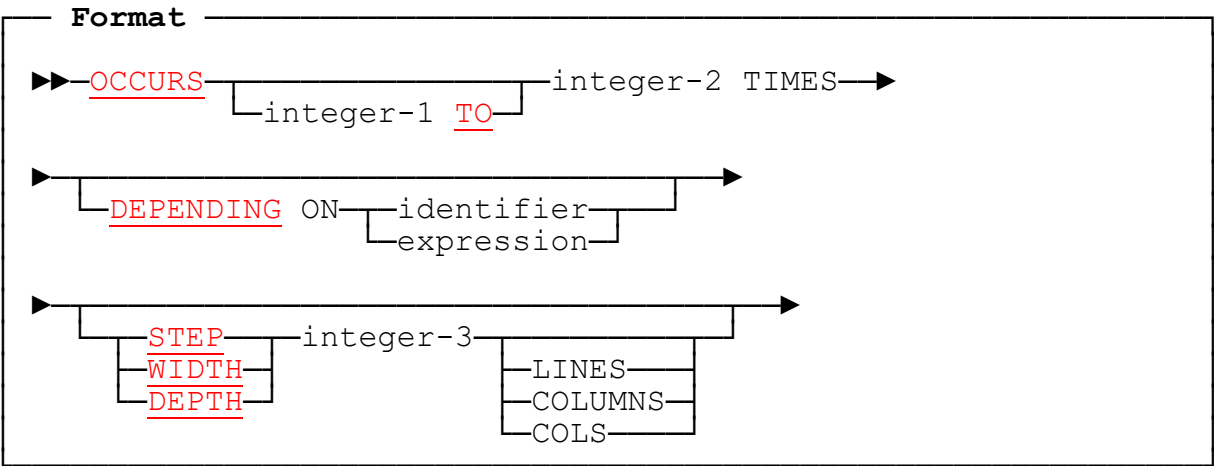 Format
OCCURS integer-2 TIMES
integer-1 TO
DEPENDING ON identifier
expression
STEP integer-3
WIDTH LINES
DEPTH COLUMNS
COLS